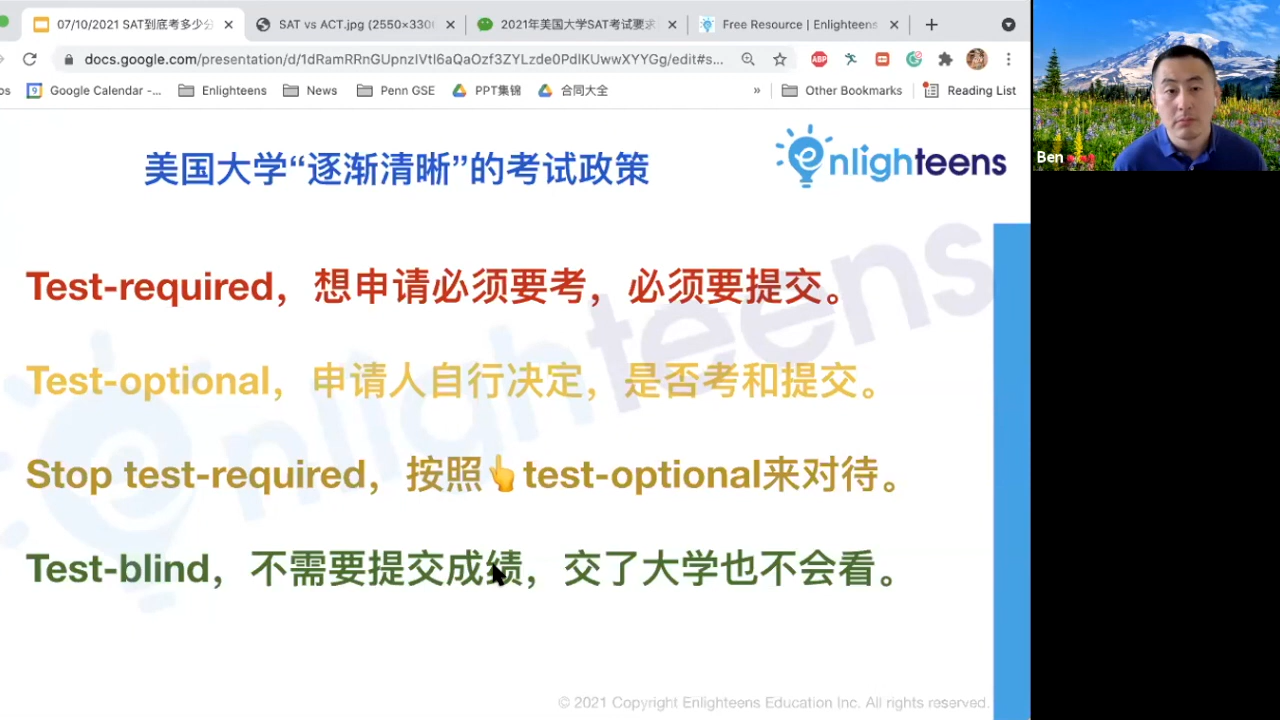 07/10/2021 SAT到底考多少分
SAT vs ACT.jpg (2550×330
2021年美国大学SAT考试要求
Free Resource | Enlighteens
docs.google.com/presentation/d/1dRamRRnGUpnzIVtI6aQaOzf3ZYLzde0PdIKUwwXYYGg/edit#s...
ABP
os
9
Google Calendar -...
Enlighteens
News
Penn GSE
PPT集锦
合同大全
»
Other Bookmarks
Reading List
美国大学“逐渐清晰”的考试政策
enlighteens
Test-required，想申请必须要考，必须要提交。
Test-optional，申请人自行决定，是否考和提交。
Stop test-required，按照👆test-optional来对待。
Test-blind，不需要提交成绩，交了大学也不会看。
enlighteens
© 2021 Copyright Enlighteens Education Inc. All rights reserved.
Ben